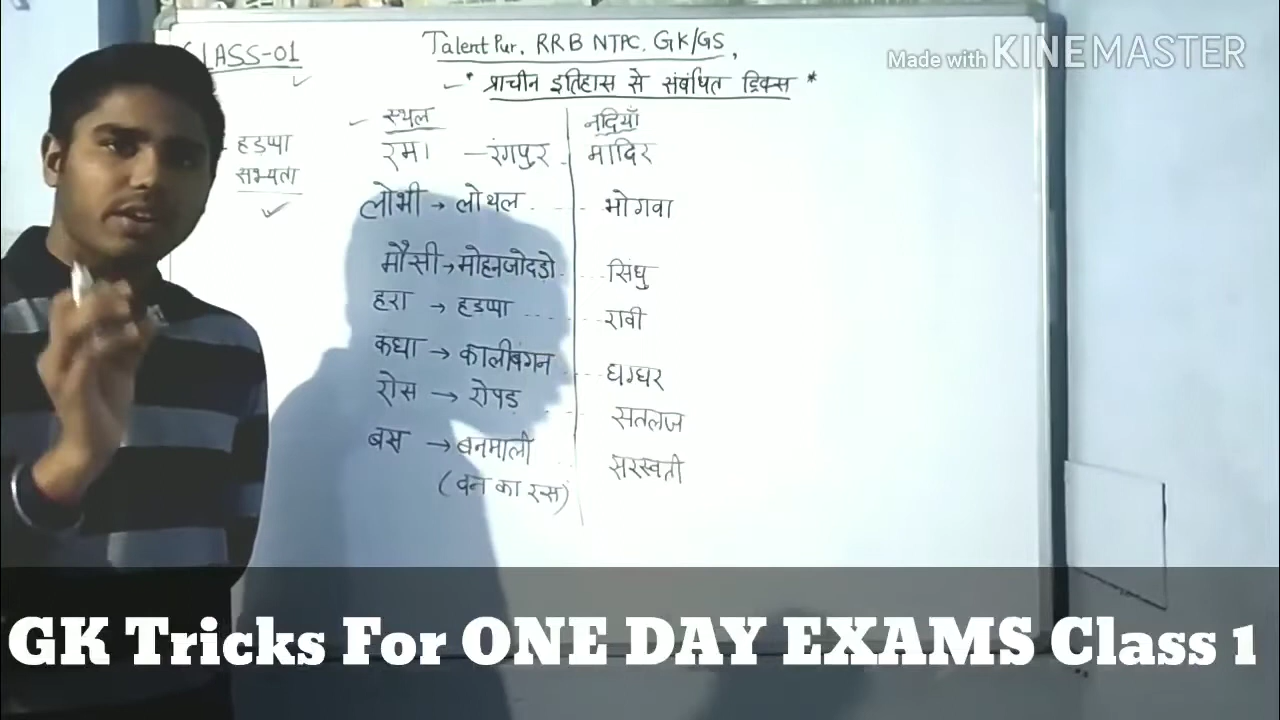 CLASS-01
Talent Pur, RRB NTPC, GK/GS,
Made with KINEMASTER
* प्राचीन इतिहास से संबंधित ट्रिक्स *
हड़प्पा
सभ्यता
स्थल नदियाँ
रमा — रंगपुर मादिर
लोभी → लोथल भोगवा
मौसी → मोहनजोदड़ो सिंधु
हरा → हडप्पा रावी
कघा → कालीबंगन घग्घर
रोस → रोपड़ सतलज
बस → बनमाली सरस्वती
(वन का रस)
GK Tricks For ONE DAY EXAMS Class 1